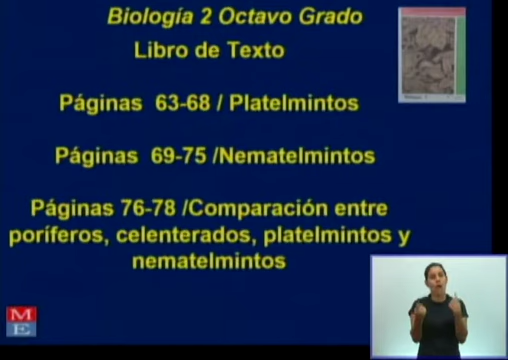 Biología 2 Octavo Grado
Libro de Texto
Páginas 63-68 / Platelmintos
Páginas 69-75 /Nematelmintos
Páginas 76-78 /Comparación entre
poríferos, celenterados, platelmintos y
nematelmintos
M
E